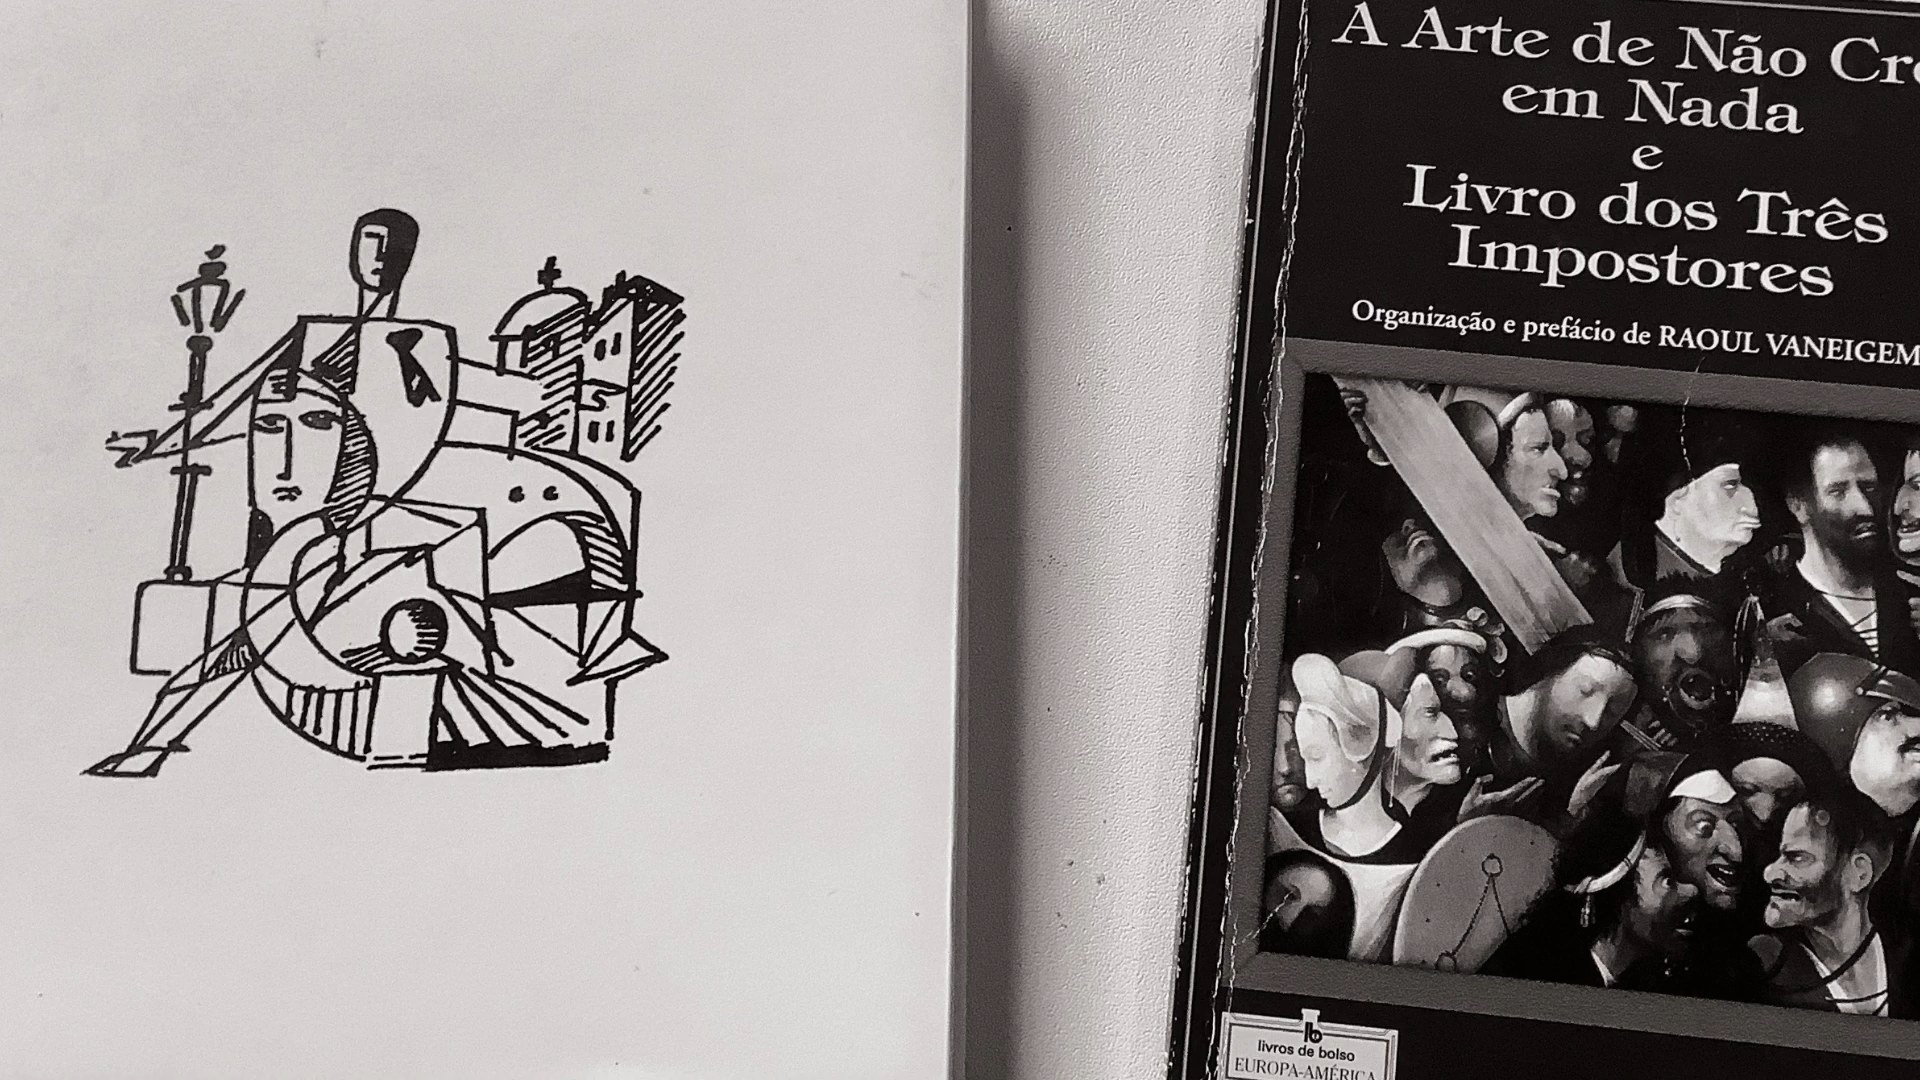 A Arte de Não Cre
em Nada
e
Livro dos Três
Impostores
Organização e prefácio de RAOUL VANEIGEM
livros de bolso
EUROPA-AMÉRICA